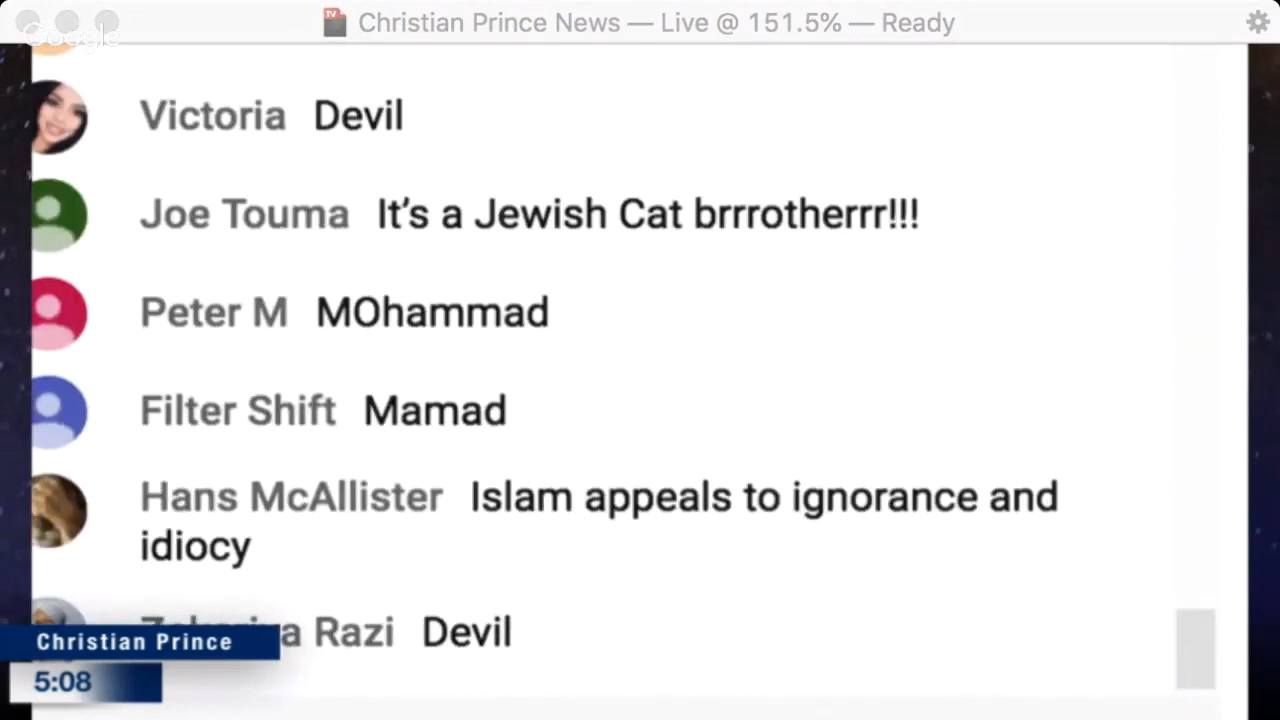 Christian Prince News — Live @ 151.5% — Ready
Google
Victoria Devil
Joe Touma It's a Jewish Cat brrrotherrr!!!
Peter M MOhammad
Filter Shift Mamad
Hans McAllister Islam appeals to ignorance and
idiocy
Razi Devil
Christian Prince
5:08